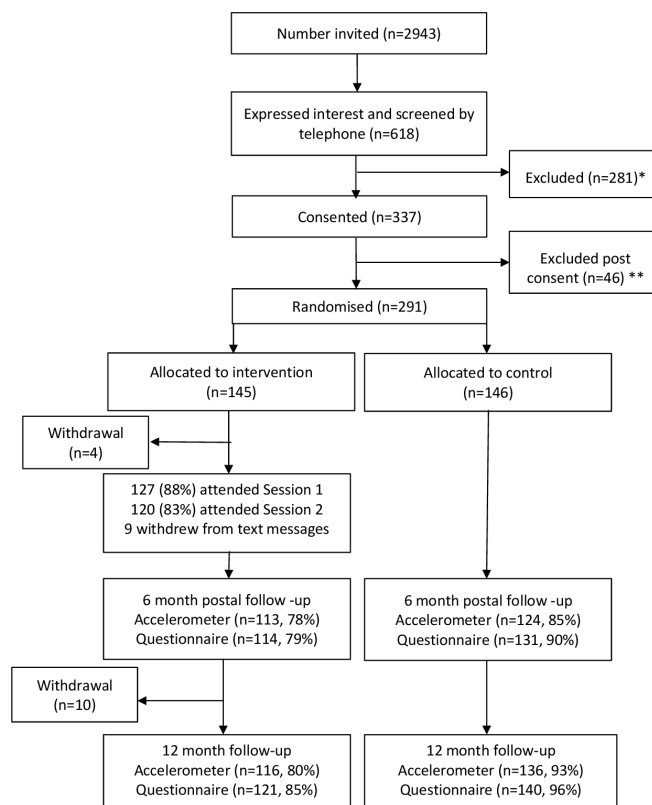 Number invited (n=2943)
Expressed interest and screened by
telephone (n=618)
Excluded (n=281)*
Consented (n=337)
Excluded post
consent (n=46) **
Randomised (n=291)
Allocated to intervention
(n=145)
Allocated to control
(n=146)
Withdrawal
(n=4)
127 (88%) attended Session 1
120 (83%) attended Session 2
9 withdrew from text messages
6 month postal follow -up
Accelerometer (n=113, 78%)
Questionnaire (n=114, 79%)
6 month postal follow-up
Accelerometer (n=124, 85%)
Questionnaire (n=131, 90%)
Withdrawal
(n=10)
12 month follow-up
Accelerometer (n=116, 80%)
Questionnaire (n=121, 85%)
12 month follow-up
Accelerometer (n=136, 93%)
Questionnaire (n=140, 96%)